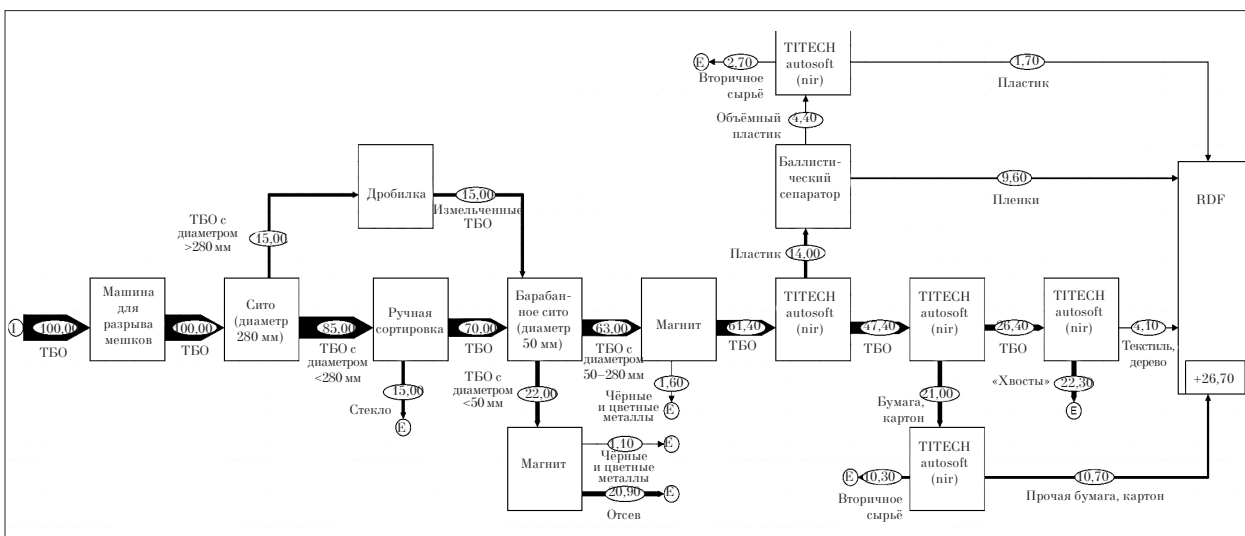 TITECH
autosoft
(nir)
E
2,70
1,70
Вторичное
сырьё
Пластик
Объёмный
пластик
4,40
Баллисти-
ческий
сепаратор
9,60
Пленки
RDF
Дробилка
15,00
Измельченные
ТБО
ТБО с
диаметром
>280 мм
15,00
Пластик
14,00
I
100,00
ТБО
Машина
для
разрыва
мешков
100,00
ТБО
Сито
(диаметр
280 мм)
85,00
ТБО с
диаметром
<280 мм
Ручная
сортировка
70,00
ТБО
Барабан-
ное сито
(диаметр
50 мм)
63,00
ТБО с
диаметром
50–280 мм
Магнит
61,40
ТБО
TITECH
autosoft
(nir)
47,40
ТБО
TITECH
autosoft
(nir)
26,40
ТБО
TITECH
autosoft
(nir)
4,10
Текстиль,
дерево
15,00
Стекло
E
ТБО с
диаметром
<50 мм
22,00
1,60
Чёрные
и цветные
металлы
E
Бумага,
картон
21,00
«Хвосты»
22,30
E
+26,70
Магнит
1,10
E
Чёрные
и цветные
металлы
20,90
E
Отсев
TITECH
autosoft
(nir)
E
10,30
Вторичное
сырьё
10,70
Прочая бумага, картон